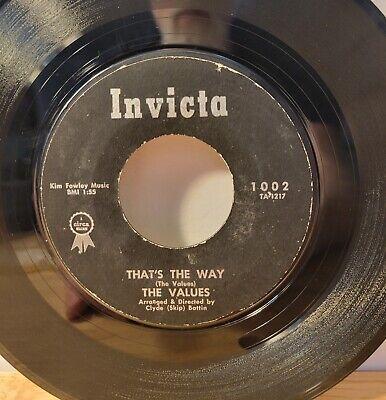 Invicta
Kim Fowley Music
BMI 1:55
1002
TA-1217
a
circa
THAT'S THE WAY
(The Values)
THE VALUES
Arranged & Directed by
Clyde (Skip) Battin